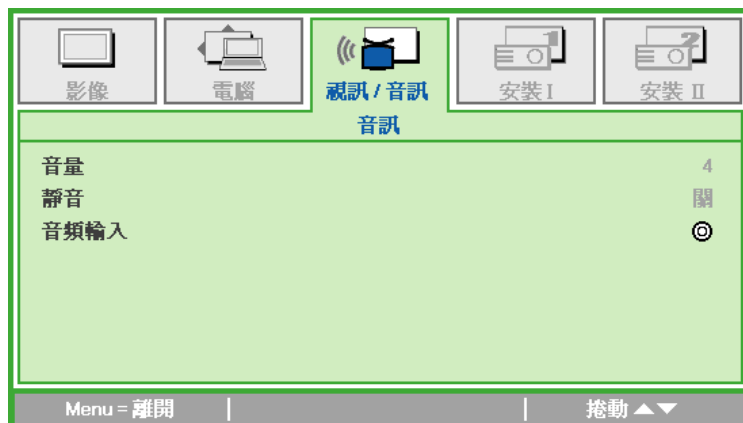 影像
電腦
視訊 / 音訊
安裝 I
安裝 II
音訊
音量 4
靜音 關
音頻輸入 ◎
Menu = 離開 捲動 ▲▼